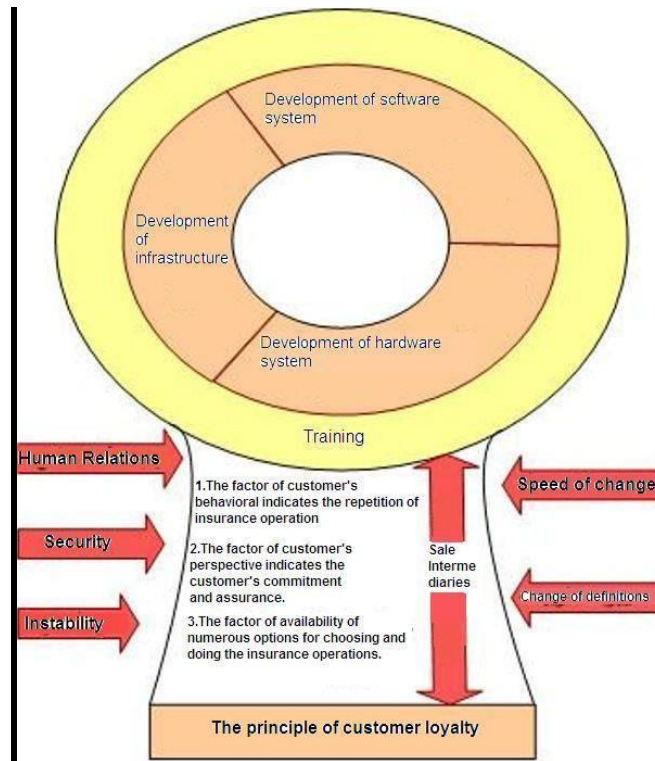 Development of software
system
Development
of
infrastructure
Development of hardware
system
Training
Human Relations
Security
Instability
1.The factor of customer's
behavioral indicates the repetition of
insurance operation
2.The factor of customer's
perspective indicates the
customer's commitment
and assurance.
3.The factor of availability of
numerous options for choosing and
doing the insurance operations.
Sale
Interme
diaries
Speed of change
Change of definitions
The principle of customer loyalty